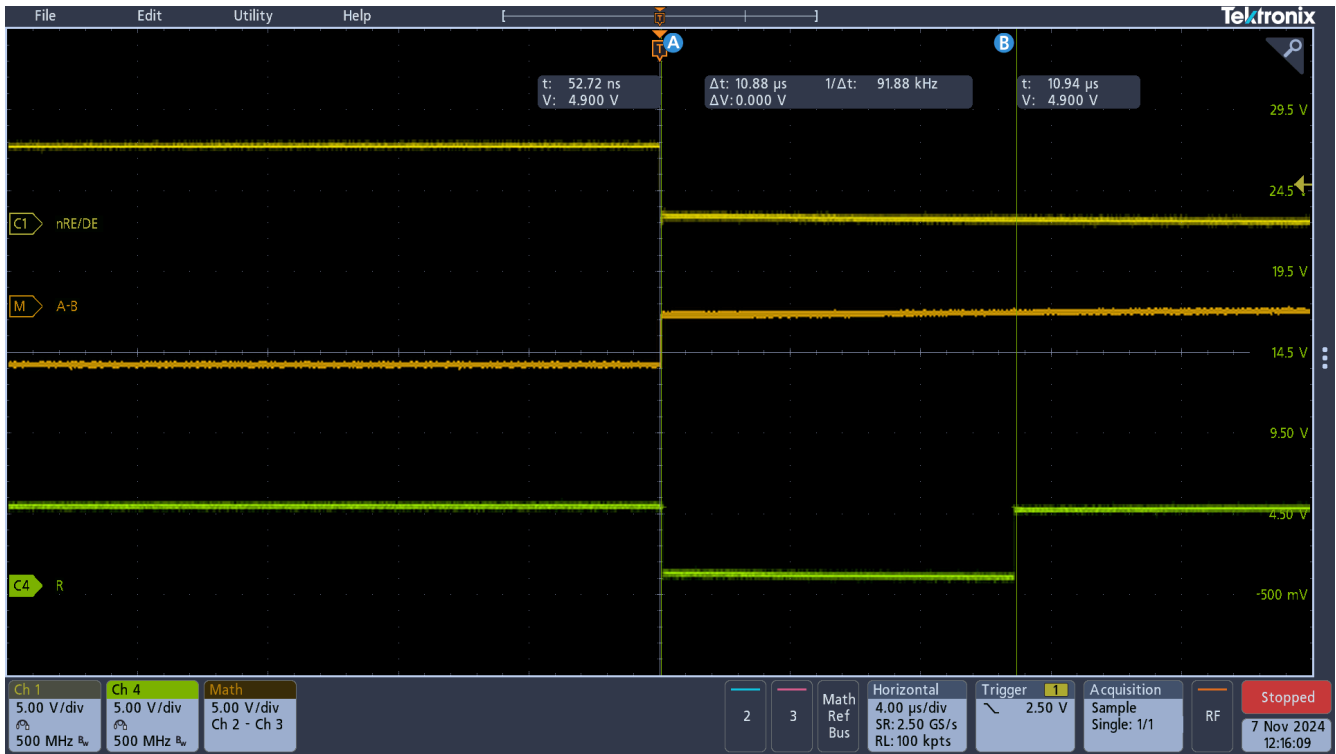 File Edit Utility Help
Tektronix
T
A
B
t: 52.72 ns
V: 4.900 V
Δt: 10.88 µs 1/Δt: 91.88 kHz
ΔV: 0.000 V
t: 10.94 µs
V: 4.900 V
29.5 V
24.5
C1 nRE/DE
19.5 V
M A-B
14.5 V
9.50 V
4.50 V
C4 R
-500 mV
Ch 1
5.00 V/div
500 MHz Bw
Ch 4
5.00 V/div
500 MHz Bw
Math
5.00 V/div
Ch 2 - Ch 3
2
3
Math
Ref
Bus
Horizontal
4.00 µs/div
SR: 2.50 GS/s
RL: 100 kpts
Trigger 1
2.50 V
Acquisition
Sample
Single: 1/1
RF
Stopped
7 Nov 2024
12:16:09